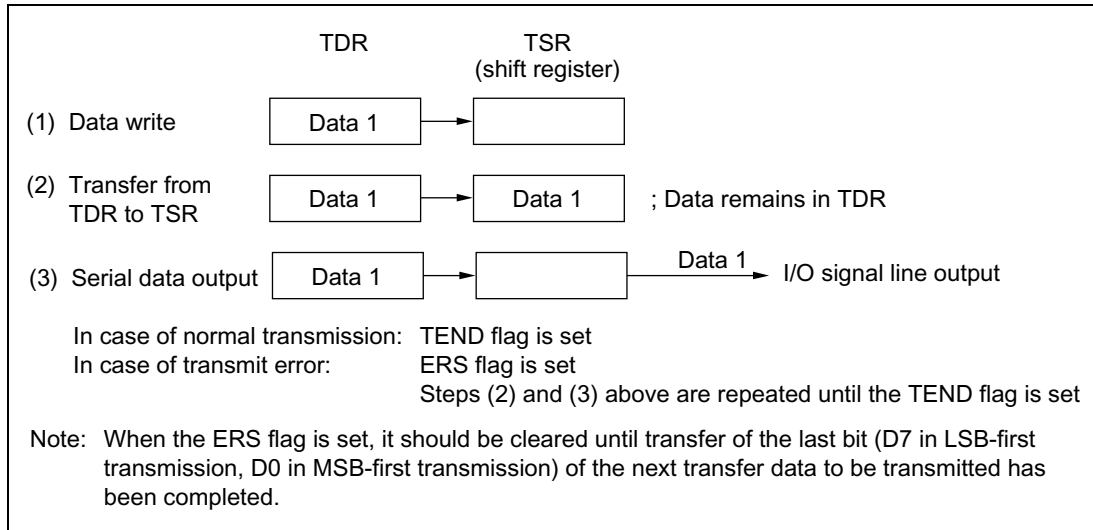 TDR TSR
(shift register)
(1) Data write Data 1
(2) Transfer from
TDR to TSR Data 1 Data 1 ; Data remains in TDR
(3) Serial data output Data 1 Data 1 I/O signal line output
In case of normal transmission: TEND flag is set
In case of transmit error: ERS flag is set
Steps (2) and (3) above are repeated until the TEND flag is set
Note: When the ERS flag is set, it should be cleared until transfer of the last bit (D7 in LSB-first
transmission, D0 in MSB-first transmission) of the next transfer data to be transmitted has
been completed.